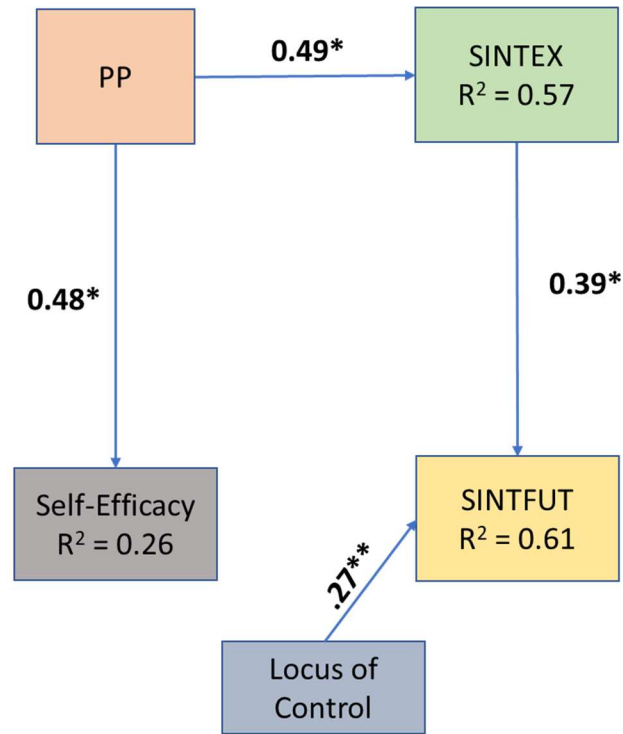 PP
0.49*
SINTEX
R² = 0.57
0.48*
0.39*
Self-Efficacy
R² = 0.26
SINTFUT
R² = 0.61
.27**
Locus of
Control